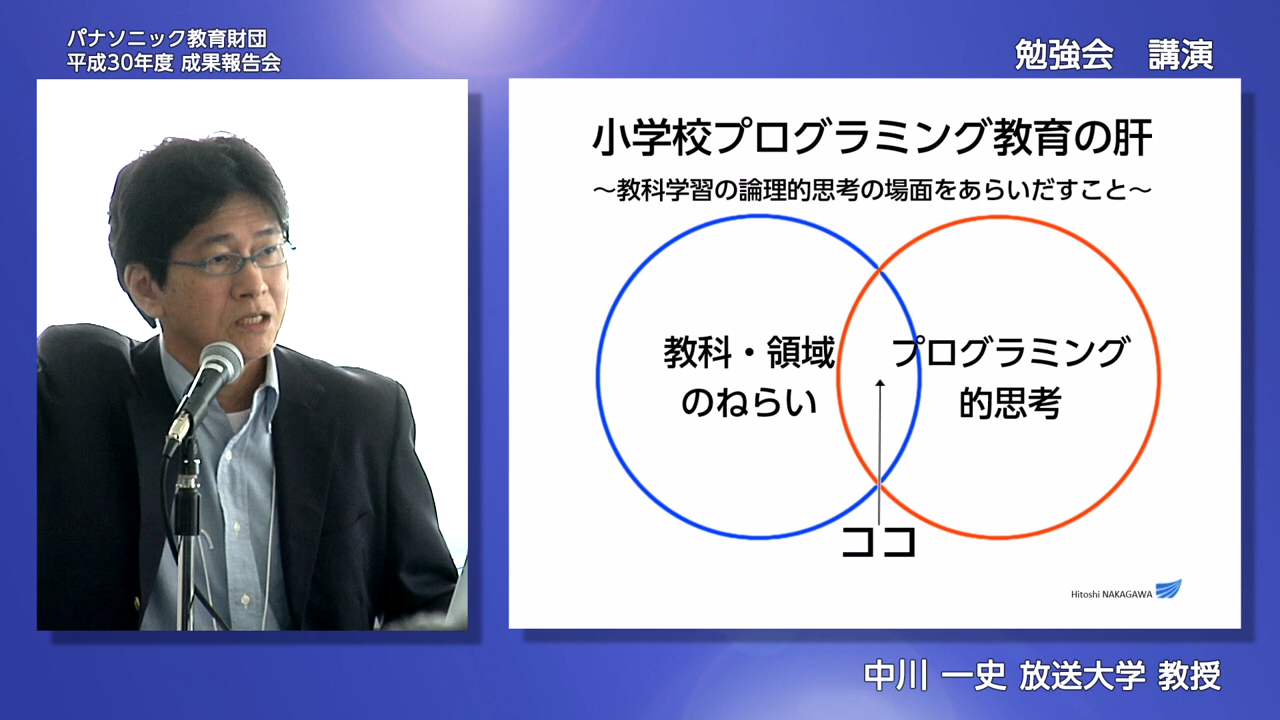 パナソニック教育財団
平成30年度 成果報告会
勉強会　講演
小学校プログラミング教育の肝
～教科学習の論理的思考の場面をあらいだすこと～
教科・領域
のねらい
プログラミング
的思考
ココ
Hitoshi NAKAGAWA
中川 一史 放送大学 教授